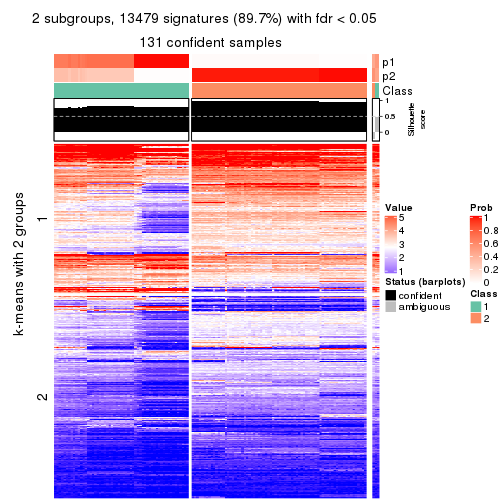 2 subgroups, 13479 signatures (89.7%) with fdr < 0.05
131 confident samples
p1
p2
Class
1
0.5
0
Silhouette
score
k-means with 2 groups
1
2
Value
5
4
3
2
1
Status (barplots)
confident
ambiguous
Prob
1
0.8
0.6
0.4
0.2
0
Class
1
2